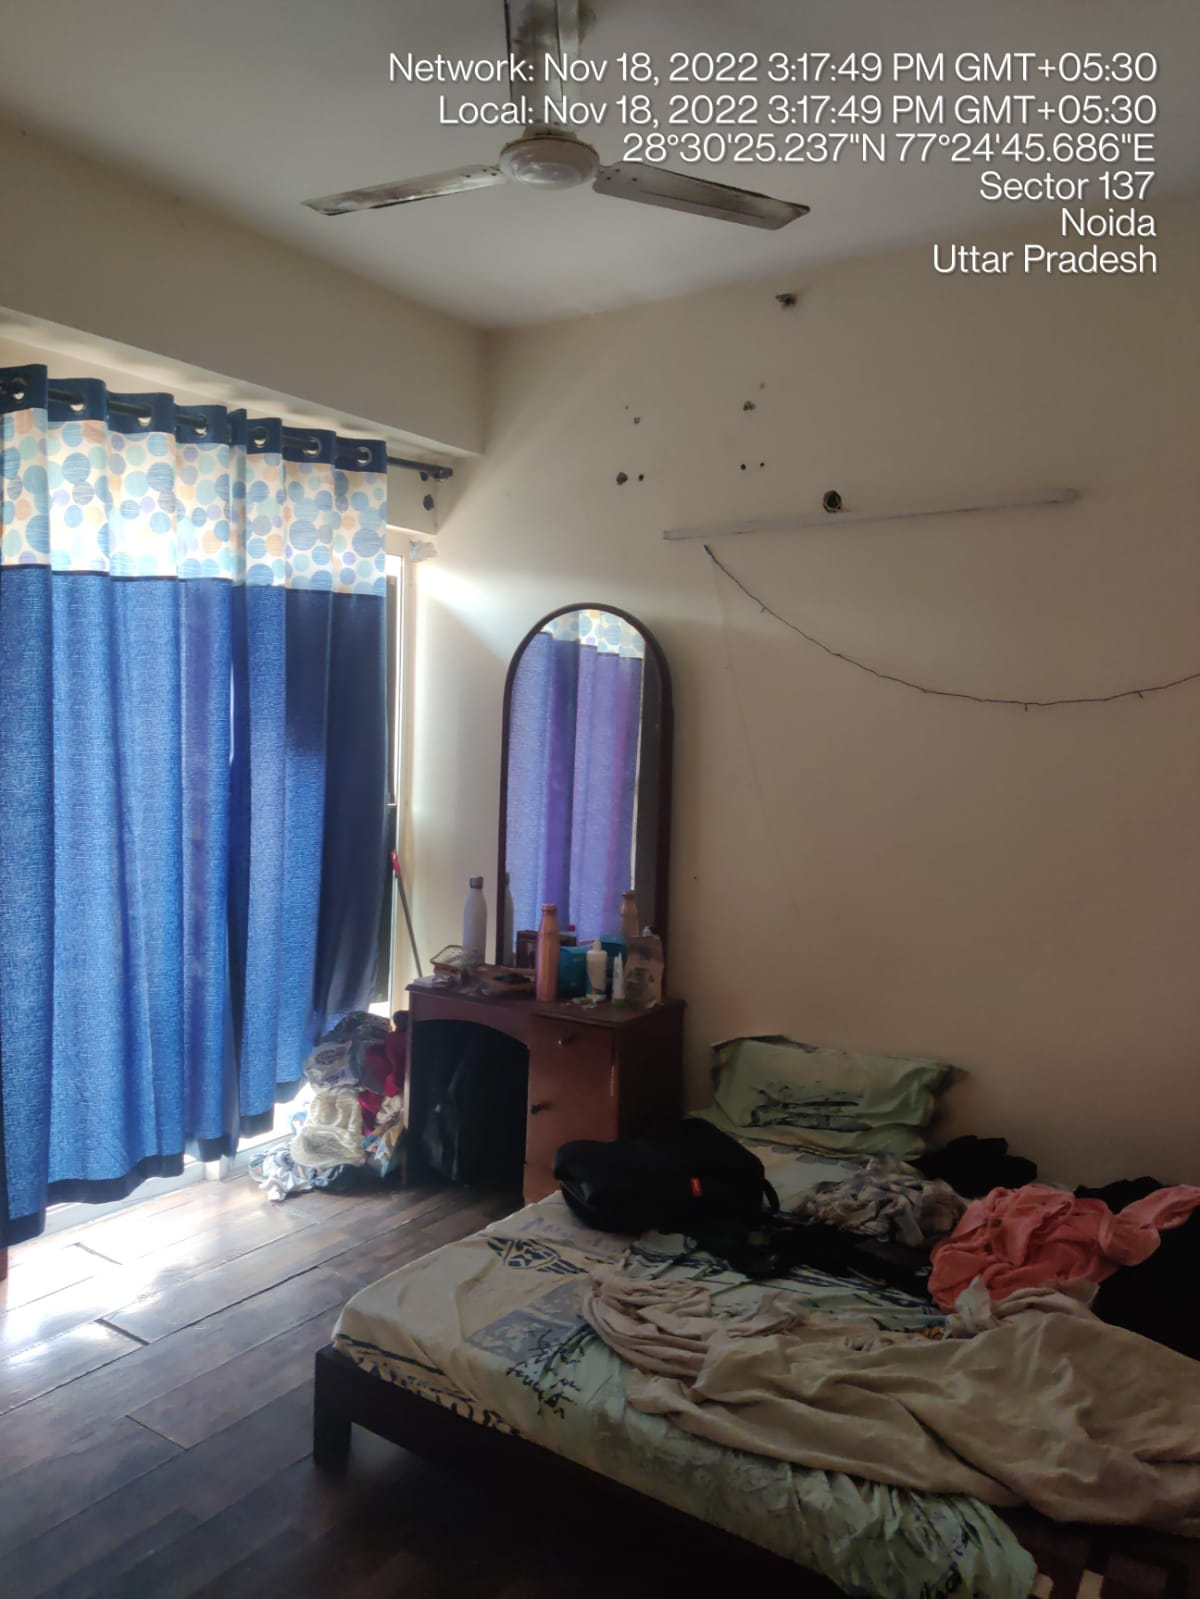 Network: Nov 18, 2022 3:17:49 PM GMT+05:30
Local: Nov 18, 2022 3:17:49 PM GMT+05:30
28°30'25.237"N 77°24'45.686"E
Sector 137
Noida
Uttar Pradesh